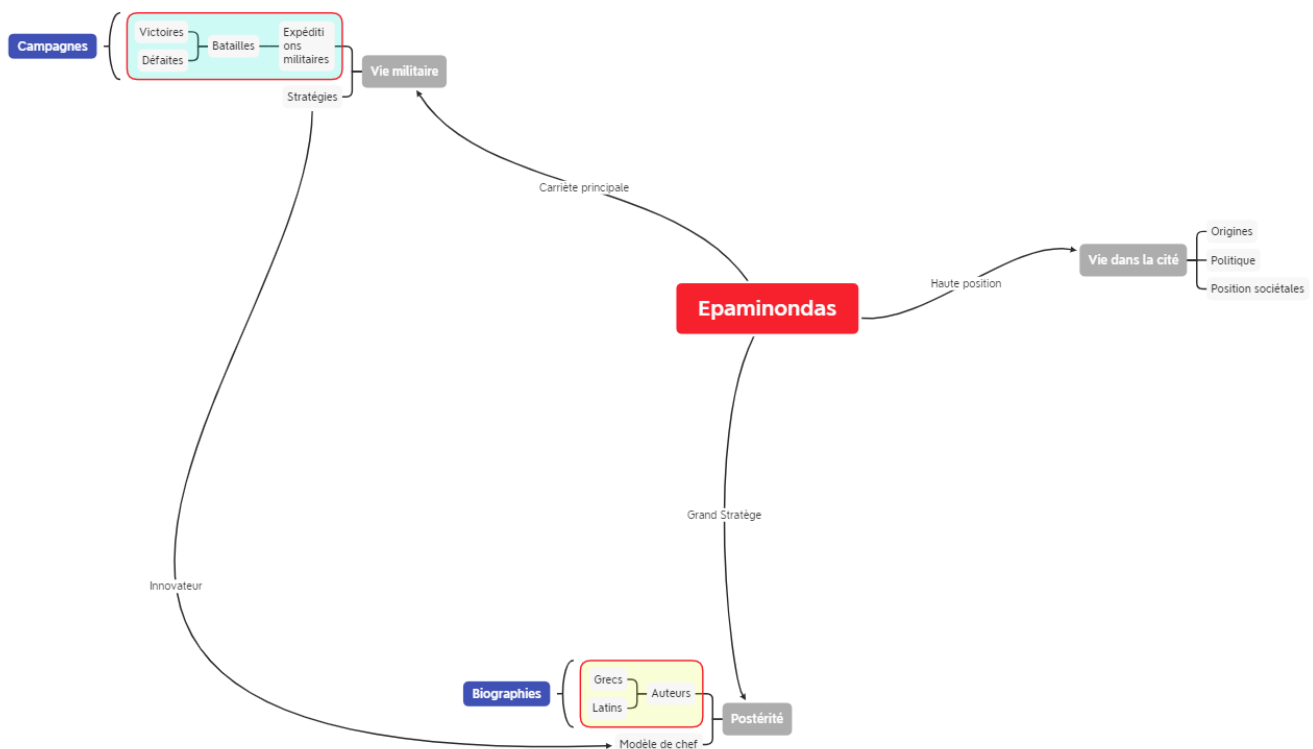 Campagnes
Victoires
Défaites
Batailles
Expéditi
ons
militaires
Vie militaire
Stratégies
Carriète principale
Epaminondas
Haute position
Vie dans la cité
Origines
Politique
Position sociétales
Grand Stratège
Innovateur
Biographies
Grecs
Latins
Auteurs
Postérité
Modèle de chef